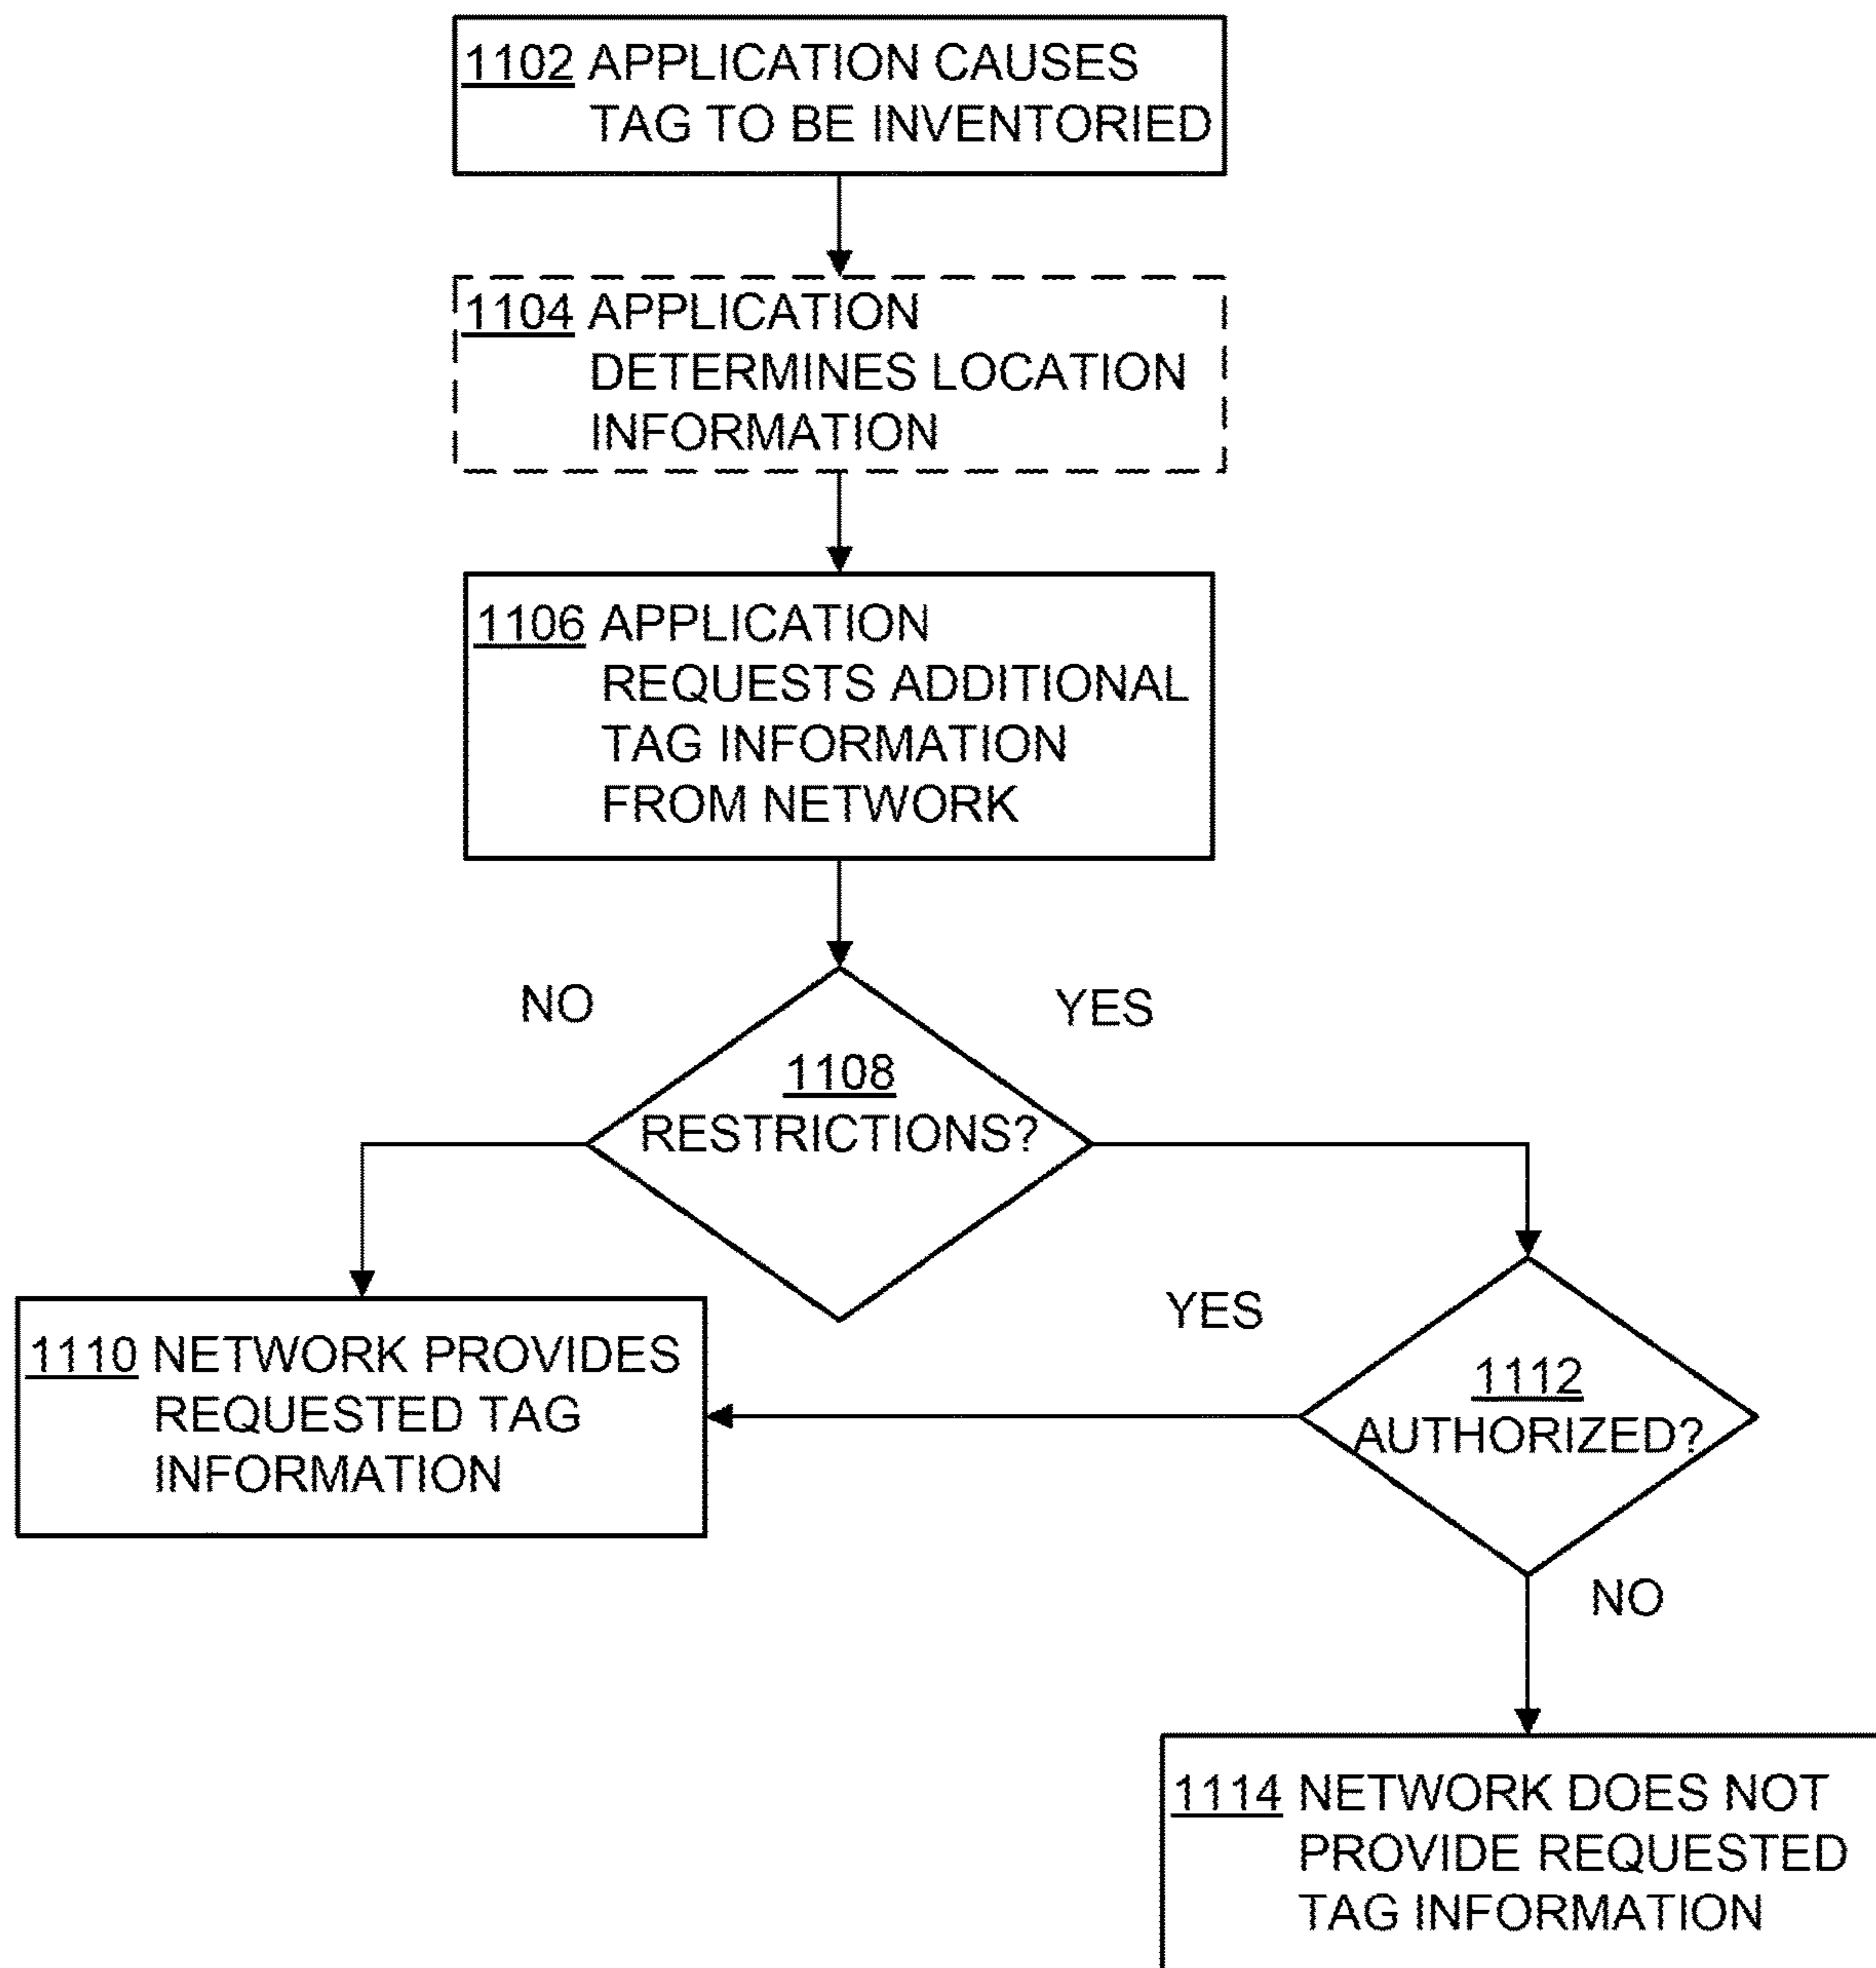 1102 APPLICATION CAUSES
TAG TO BE INVENTORIED
1104 APPLICATION
DETERMINES LOCATION
INFORMATION
1106 APPLICATION
REQUESTS ADDITIONAL
TAG INFORMATION
FROM NETWORK
NO
YES
1108
RESTRICTIONS?
1110 NETWORK PROVIDES
REQUESTED TAG
INFORMATION
YES
1112
AUTHORIZED?
NO
1114 NETWORK DOES NOT
PROVIDE REQUESTED
TAG INFORMATION